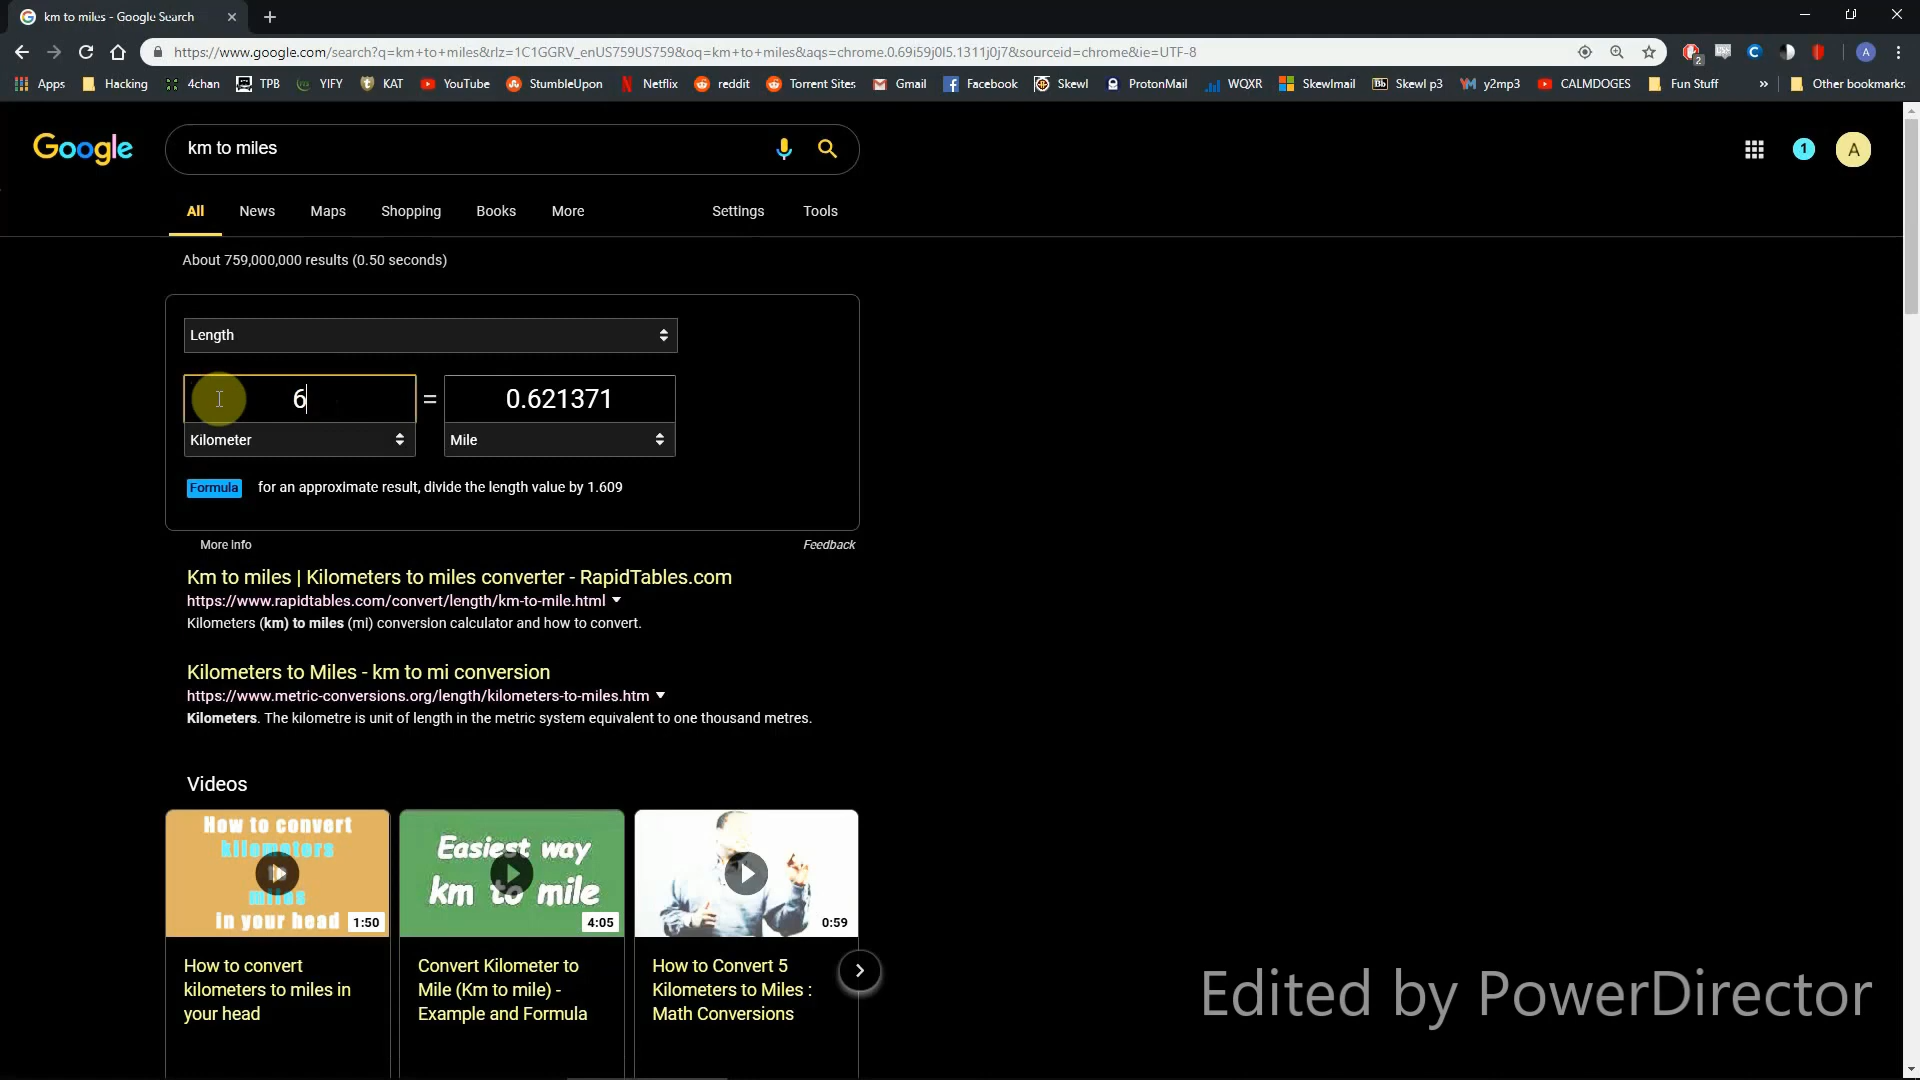 km to miles - Google Search
https://www.google.com/search?q=km+to+miles&rlz=1C1GGRV_enUS759US759&oq=km+to+miles&aqs=chrome.0.69i59j0l5.1311j0j7&sourceid=chrome&ie=UTF-8
2
A
Apps Hacking 4chan TPB YIFY KAT YouTube StumbleUpon Netflix reddit Torrent Sites Gmail Facebook Skewl ProtonMail WQXR Skewlmail Skewl p3 y2mp3 CALMDOGES Fun Stuff » Other bookmarks
Google
km to miles
1
A
All News Maps Shopping Books More Settings Tools
About 759,000,000 results (0.50 seconds)
Length
6 = 0.621371
Kilometer Mile
Formula for an approximate result, divide the length value by 1.609
More info Feedback
Km to miles | Kilometers to miles converter - RapidTables.com
https://www.rapidtables.com/convert/length/km-to-mile.html
Kilometers (km) to miles (mi) conversion calculator and how to convert.
Kilometers to Miles - km to mi conversion
https://www.metric-conversions.org/length/kilometers-to-miles.htm
Kilometers. The kilometre is unit of length in the metric system equivalent to one thousand metres.
Videos
How to convert
kilometers
to
miles
in your head
1:50
Easiest way
km to mile
4:05
0:59
How to convert
kilometers to miles in
your head
Convert Kilometer to
Mile (Km to mile) -
Example and Formula
How to Convert 5
Kilometers to Miles :
Math Conversions
Edited by PowerDirector